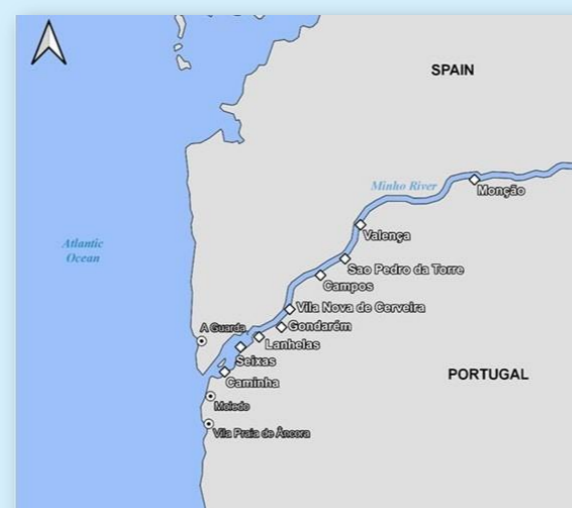 SPAIN
Minho River
Monção
Valença
Atlantic
Ocean
Sao Pedro da Torre
Campos
Vila Nova de Cerveira
Gondarém
A Guarda
Lanhelas
Seixas
Caminha
PORTUGAL
Moledo
Vila Praia de Âncora